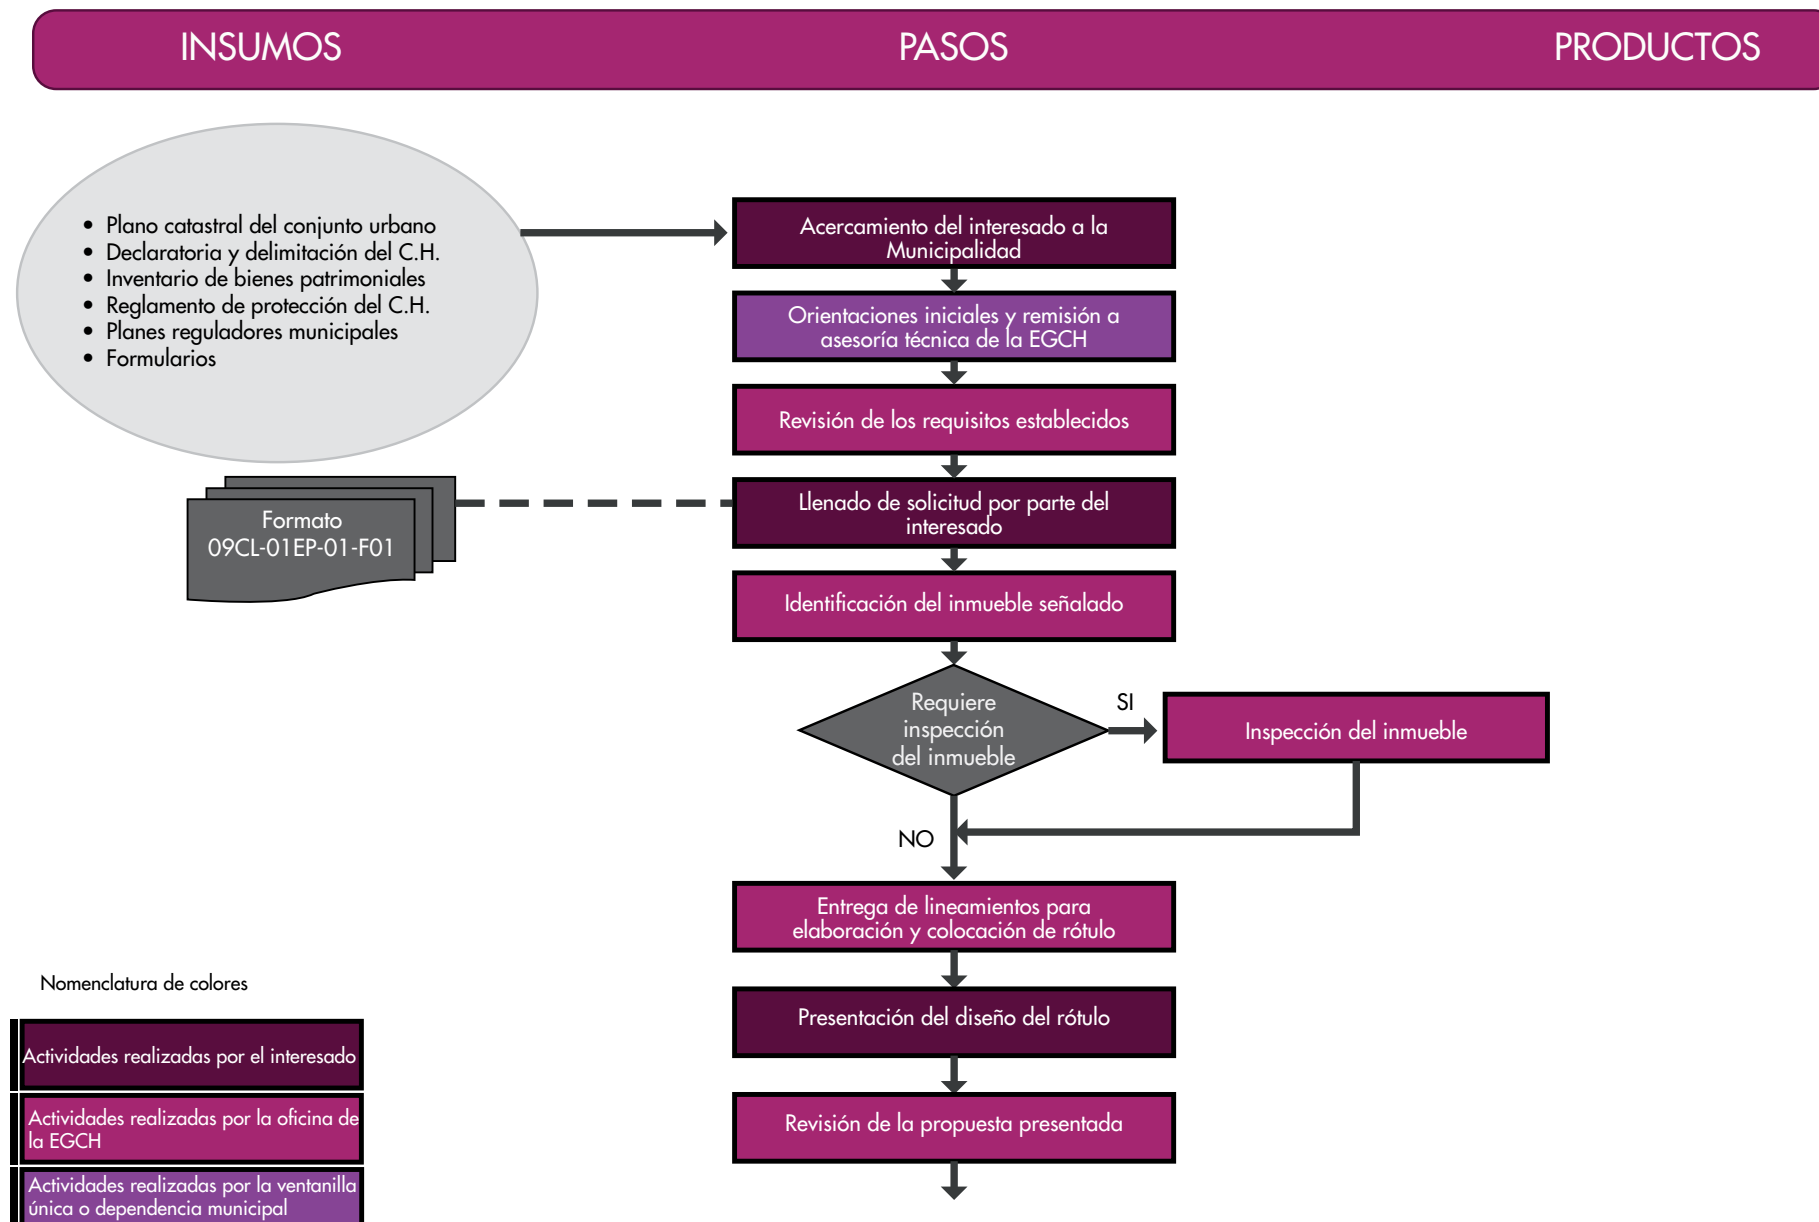 INSUMOS
PASOS
PRODUCTOS
• Plano catastral del conjunto urbano
• Declaratoria y delimitación del C.H.
• Inventario de bienes patrimoniales
• Reglamento de protección del C.H.
• Planes reguladores municipales
• Formularios
Acercamiento del interesado a la
Municipalidad
Orientaciones iniciales y remisión a
asesoría técnica de la EGCH
Revisión de los requisitos establecidos
Formato
09CL-01EP-01-F01
Llenado de solicitud por parte del
interesado
Identificación del inmueble señalado
Requiere
inspección
del inmueble
SI
Inspección del inmueble
NO
Entrega de lineamientos para
elaboración y colocación de rótulo
Presentación del diseño del rótulo
Revisión de la propuesta presentada
Nomenclatura de colores
Actividades realizadas por el interesado
Actividades realizadas por la oficina de
la EGCH
Actividades realizadas por la ventanilla
única o dependencia municipal